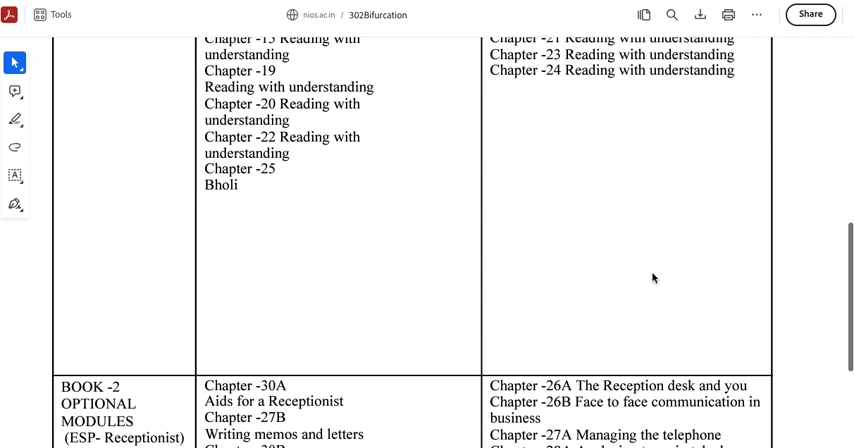 Tools
nios.ac.in / 302Bifurcation
Share
Chapter -15 Reading with
understanding
Chapter -19
Reading with understanding
Chapter -20 Reading with
understanding
Chapter -22 Reading with
understanding
Chapter -25
Bholi
Chapter -21 Reading with understanding
Chapter -23 Reading with understanding
Chapter -24 Reading with understanding
BOOK -2
OPTIONAL
MODULES
(ESP- Receptionist)
Chapter -30A
Aids for a Receptionist
Chapter -27B
Writing memos and letters
Chapter -26A The Reception desk and you
Chapter -26B Face to face communication in
business
Chapter -27A Managing the telephone